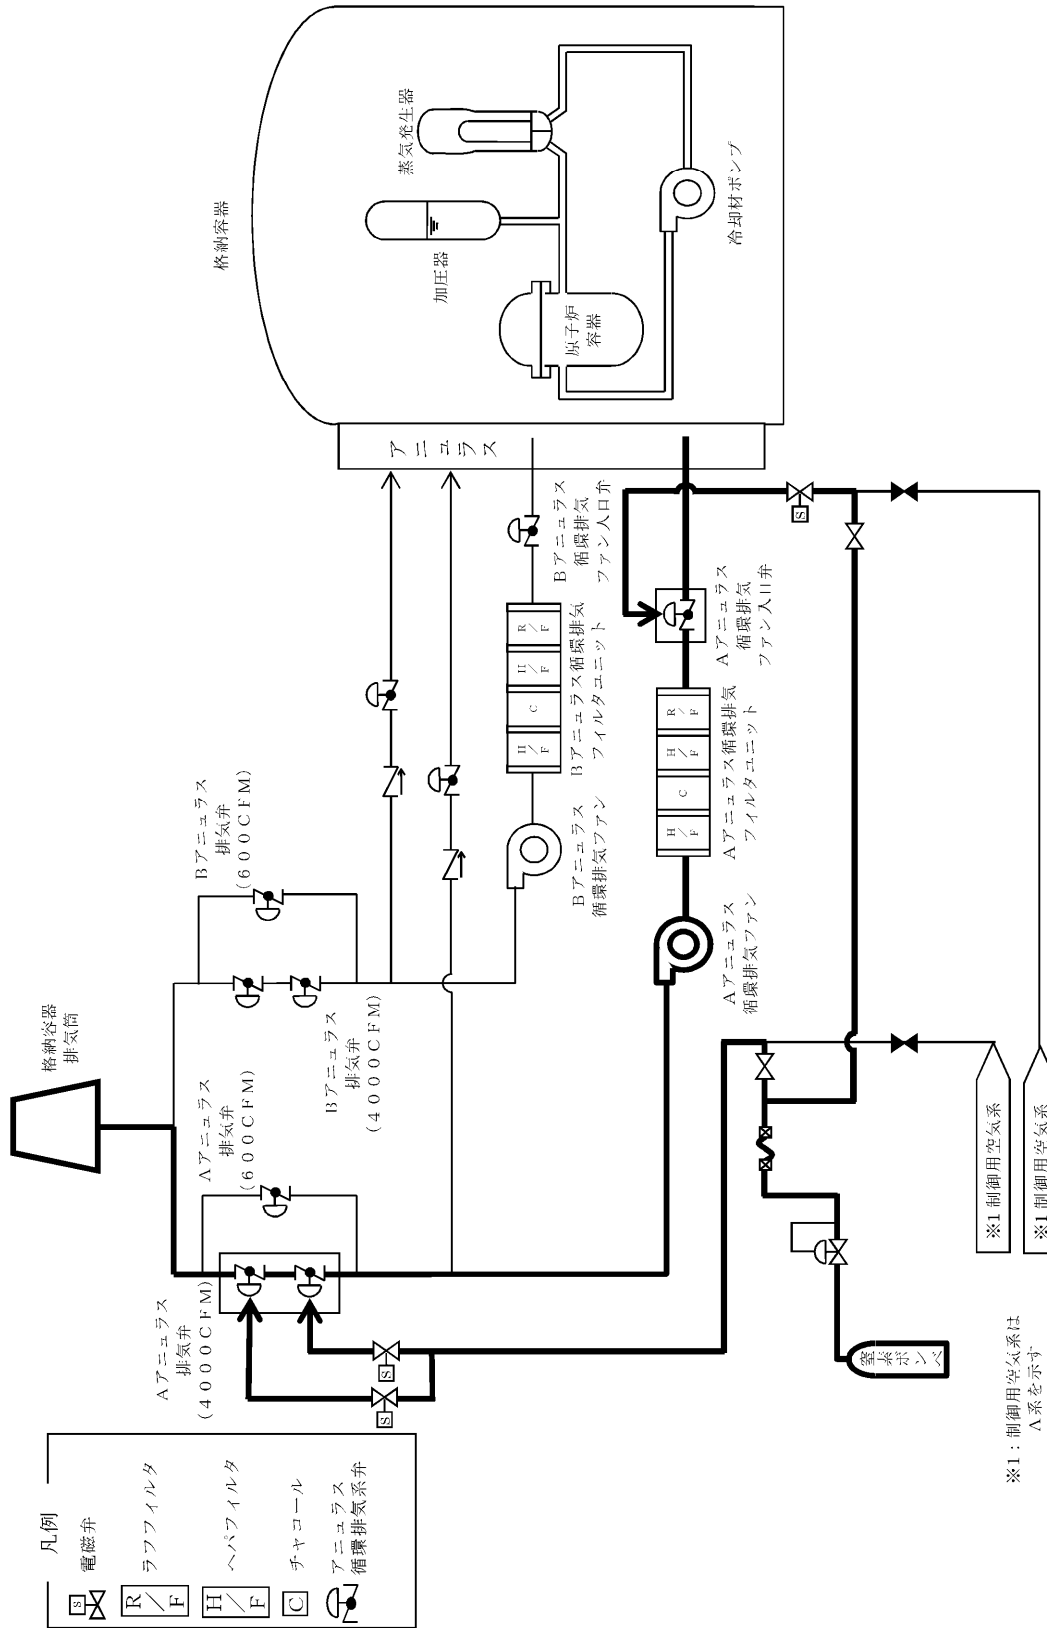 格納容器
蒸気発生器
加圧器
原子炉
容器
冷却材ポンプ
アニュラス
Bアニュラス
循環排気
ファン入口弁
R/F
H/F
C
H/F
Bアニュラス循環排気
フィルタユニット
Bアニュラス
循環排気ファン
Aアニュラス
循環排気
ファン入口弁
R/F
H/F
C
H/F
Aアニュラス循環排気
フィルタユニット
Aアニュラス
循環排気ファン
Bアニュラス
排気弁
(600CFM)
Bアニュラス
排気弁
(4000CFM)
格納容器
排気筒
Aアニュラス
排気弁
(600CFM)
Aアニュラス
排気弁
(4000CFM)
S
S
S
窒素
ボンベ
※1 制御用空気系
※1 制御用空気系
※1:制御用空気系は
A系を示す
凡例
S
電磁弁
R/F
ラフフィルタ
H/F
ヘパフィルタ
C
チャコール
アニュラス
循環排気系弁